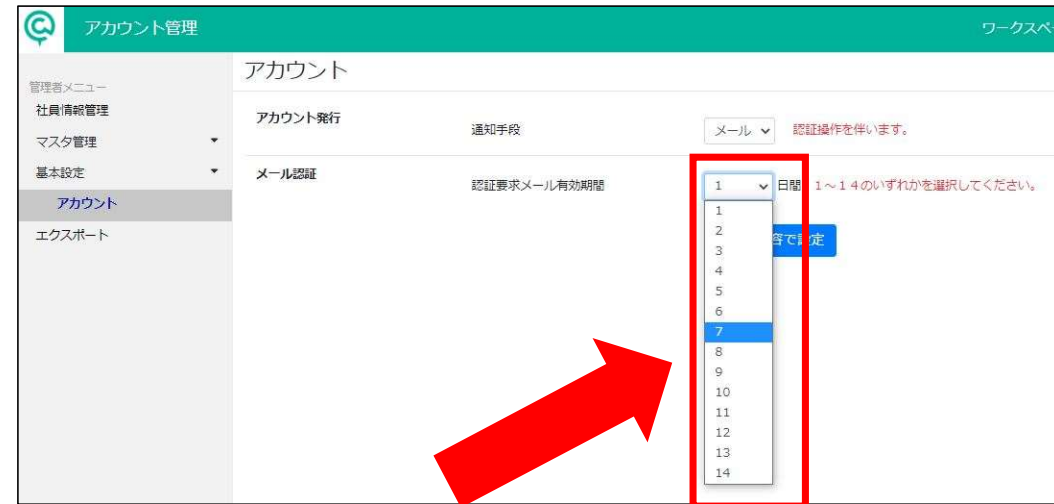 アカウント管理
ワークスペ
管理者メニュー
社員情報管理
マスタ管理
基本設定
アカウント
エクスポート
アカウント
アカウント発行
通知手段
メール
認証操作を伴います。
メール認証
認証要求メール有効期間
1
日間
1～14のいずれかを選択してください。
1
2
3
4
5
6
7
8
9
10
11
12
13
14
容で設定